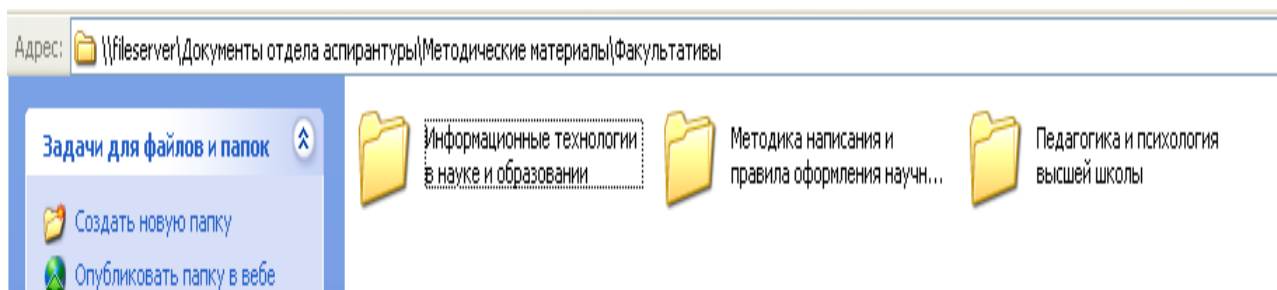 Адрес: \\fileserver\Документы отдела аспирантуры\Методические материалы\Факультативы
Задачи для файлов и папок
Создать новую папку
Опубликовать папку в вебе
Информационные технологии
в науке и образовании
Методика написания и
правила оформления научн...
Педагогика и психология
высшей школы